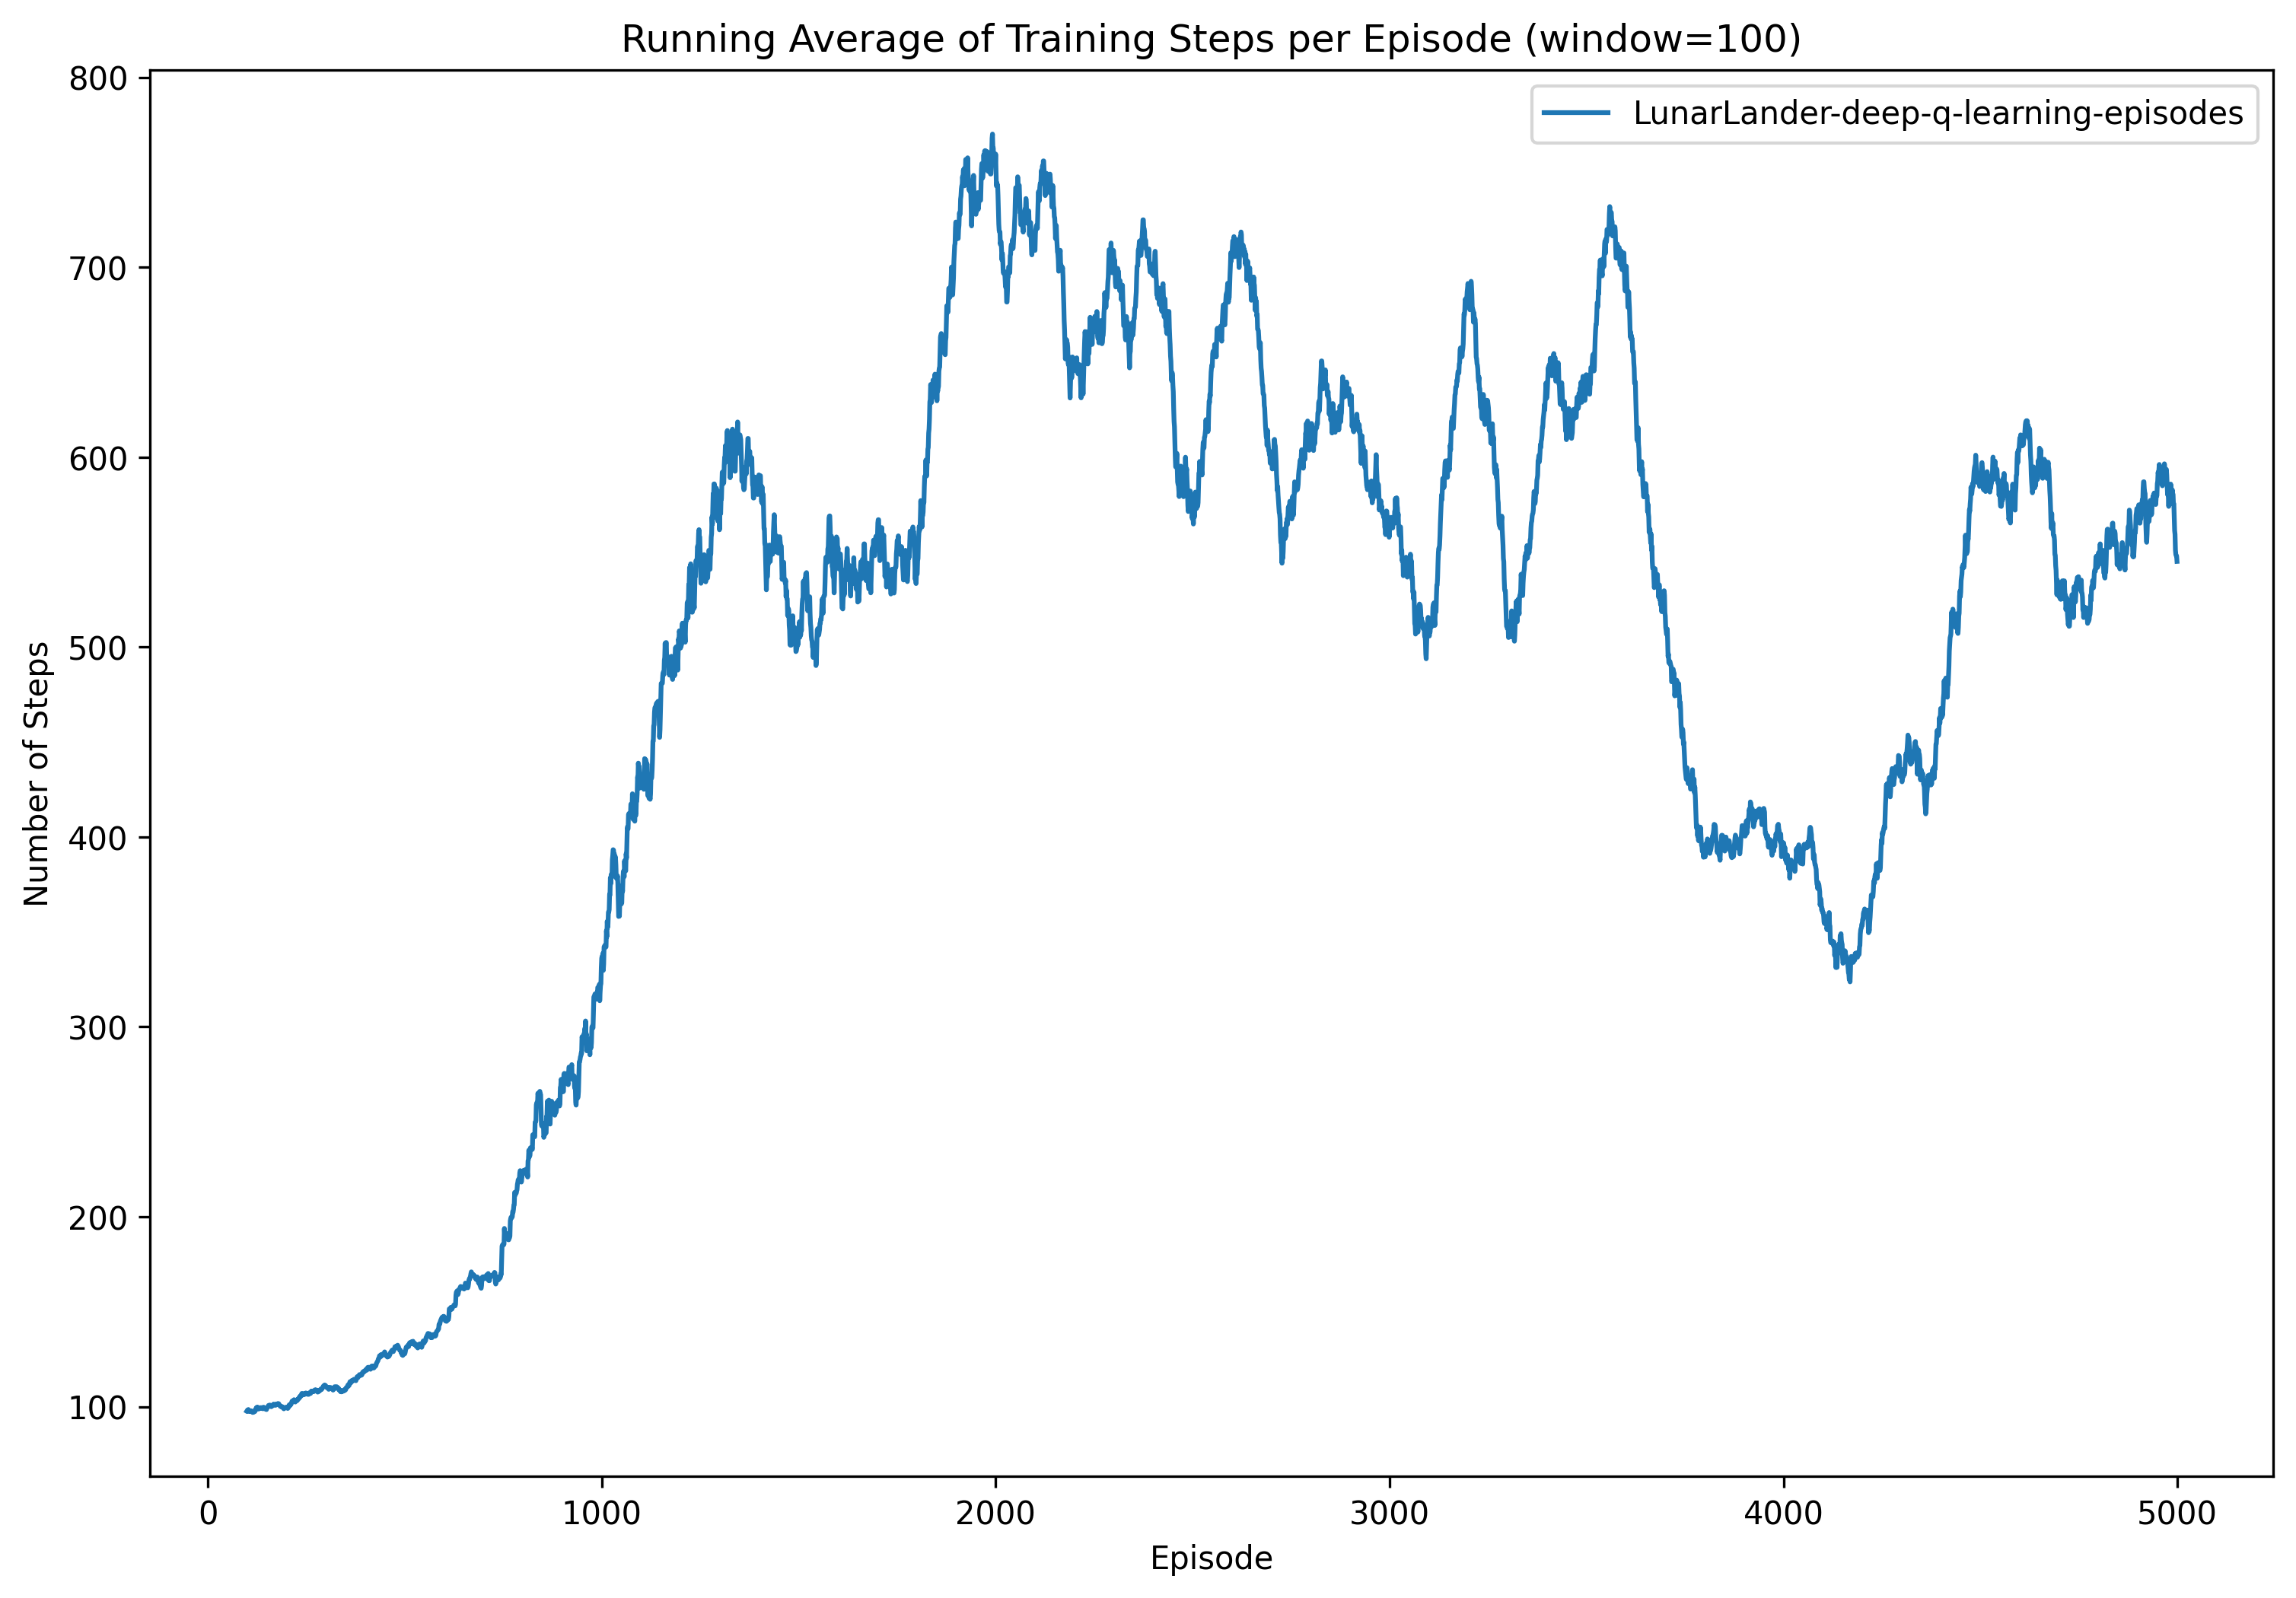 Running Average of Training Steps per Episode (window=100)
LunarLander-deep-q-learning-episodes
Number of Steps
800
700
600
500
400
300
200
100
0 1000 2000 3000 4000 5000
Episode